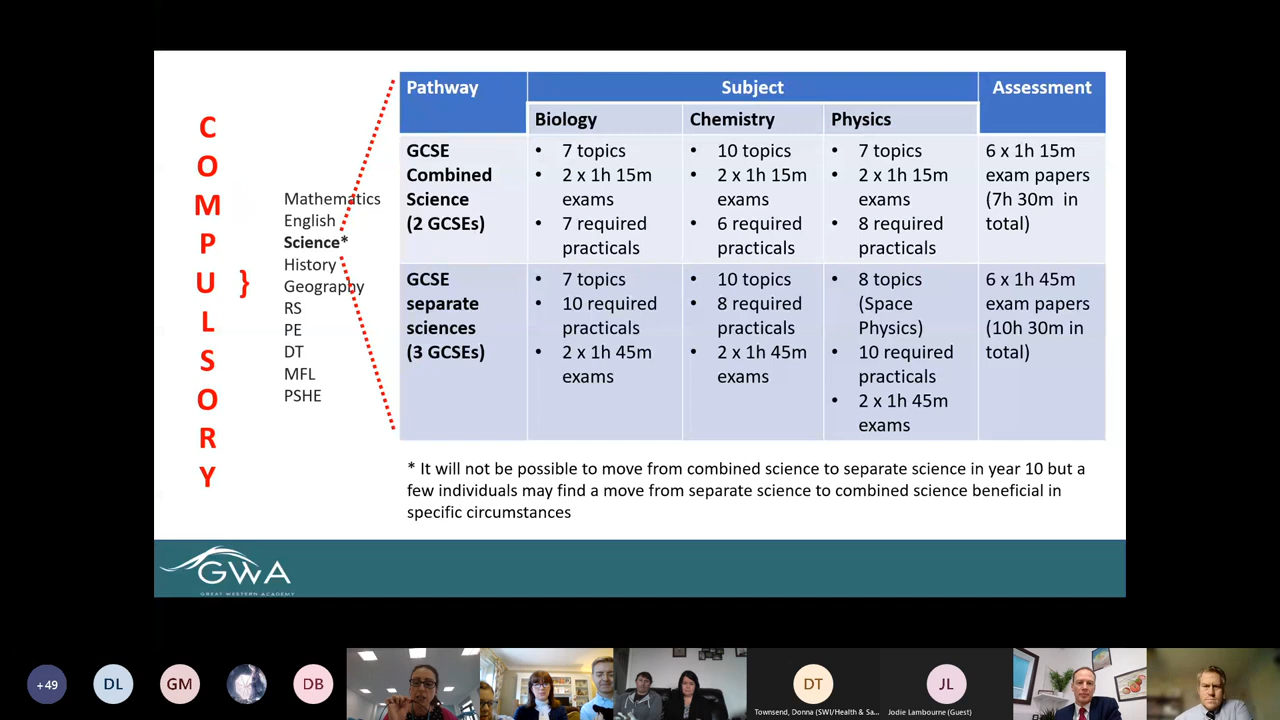 C
O
M
P
U
L
S
O
R
Y
}
Mathematics
English
Science*
History
Geography
RS
PE
DT
MFL
PSHE
Pathway
Subject
Assessment
Biology
Chemistry
Physics
GCSE
Combined
Science
(2 GCSEs)
• 7 topics
• 2 x 1h 15m
exams
• 7 required
practicals
• 10 topics
• 2 x 1h 15m
exams
• 6 required
practicals
• 7 topics
• 2 x 1h 15m
exams
• 8 required
practicals
6 x 1h 15m
exam papers
(7h 30m in
total)
GCSE
separate
sciences
(3 GCSEs)
• 7 topics
• 10 required
practicals
• 2 x 1h 45m
exams
• 10 topics
• 8 required
practicals
• 2 x 1h 45m
exams
• 8 topics
(Space
Physics)
• 10 required
practicals
• 2 x 1h 45m
exams
6 x 1h 45m
exam papers
(10h 30m in
total)
* It will not be possible to move from combined science to separate science in year 10 but a
few individuals may find a move from separate science to combined science beneficial in
specific circumstances
GWA
GREAT WESTERN ACADEMY
+49
DL
GM
DB
DT
Townsend, Donna (SWI/Health & Sa...
JL
Jodie Lambourne (Guest)